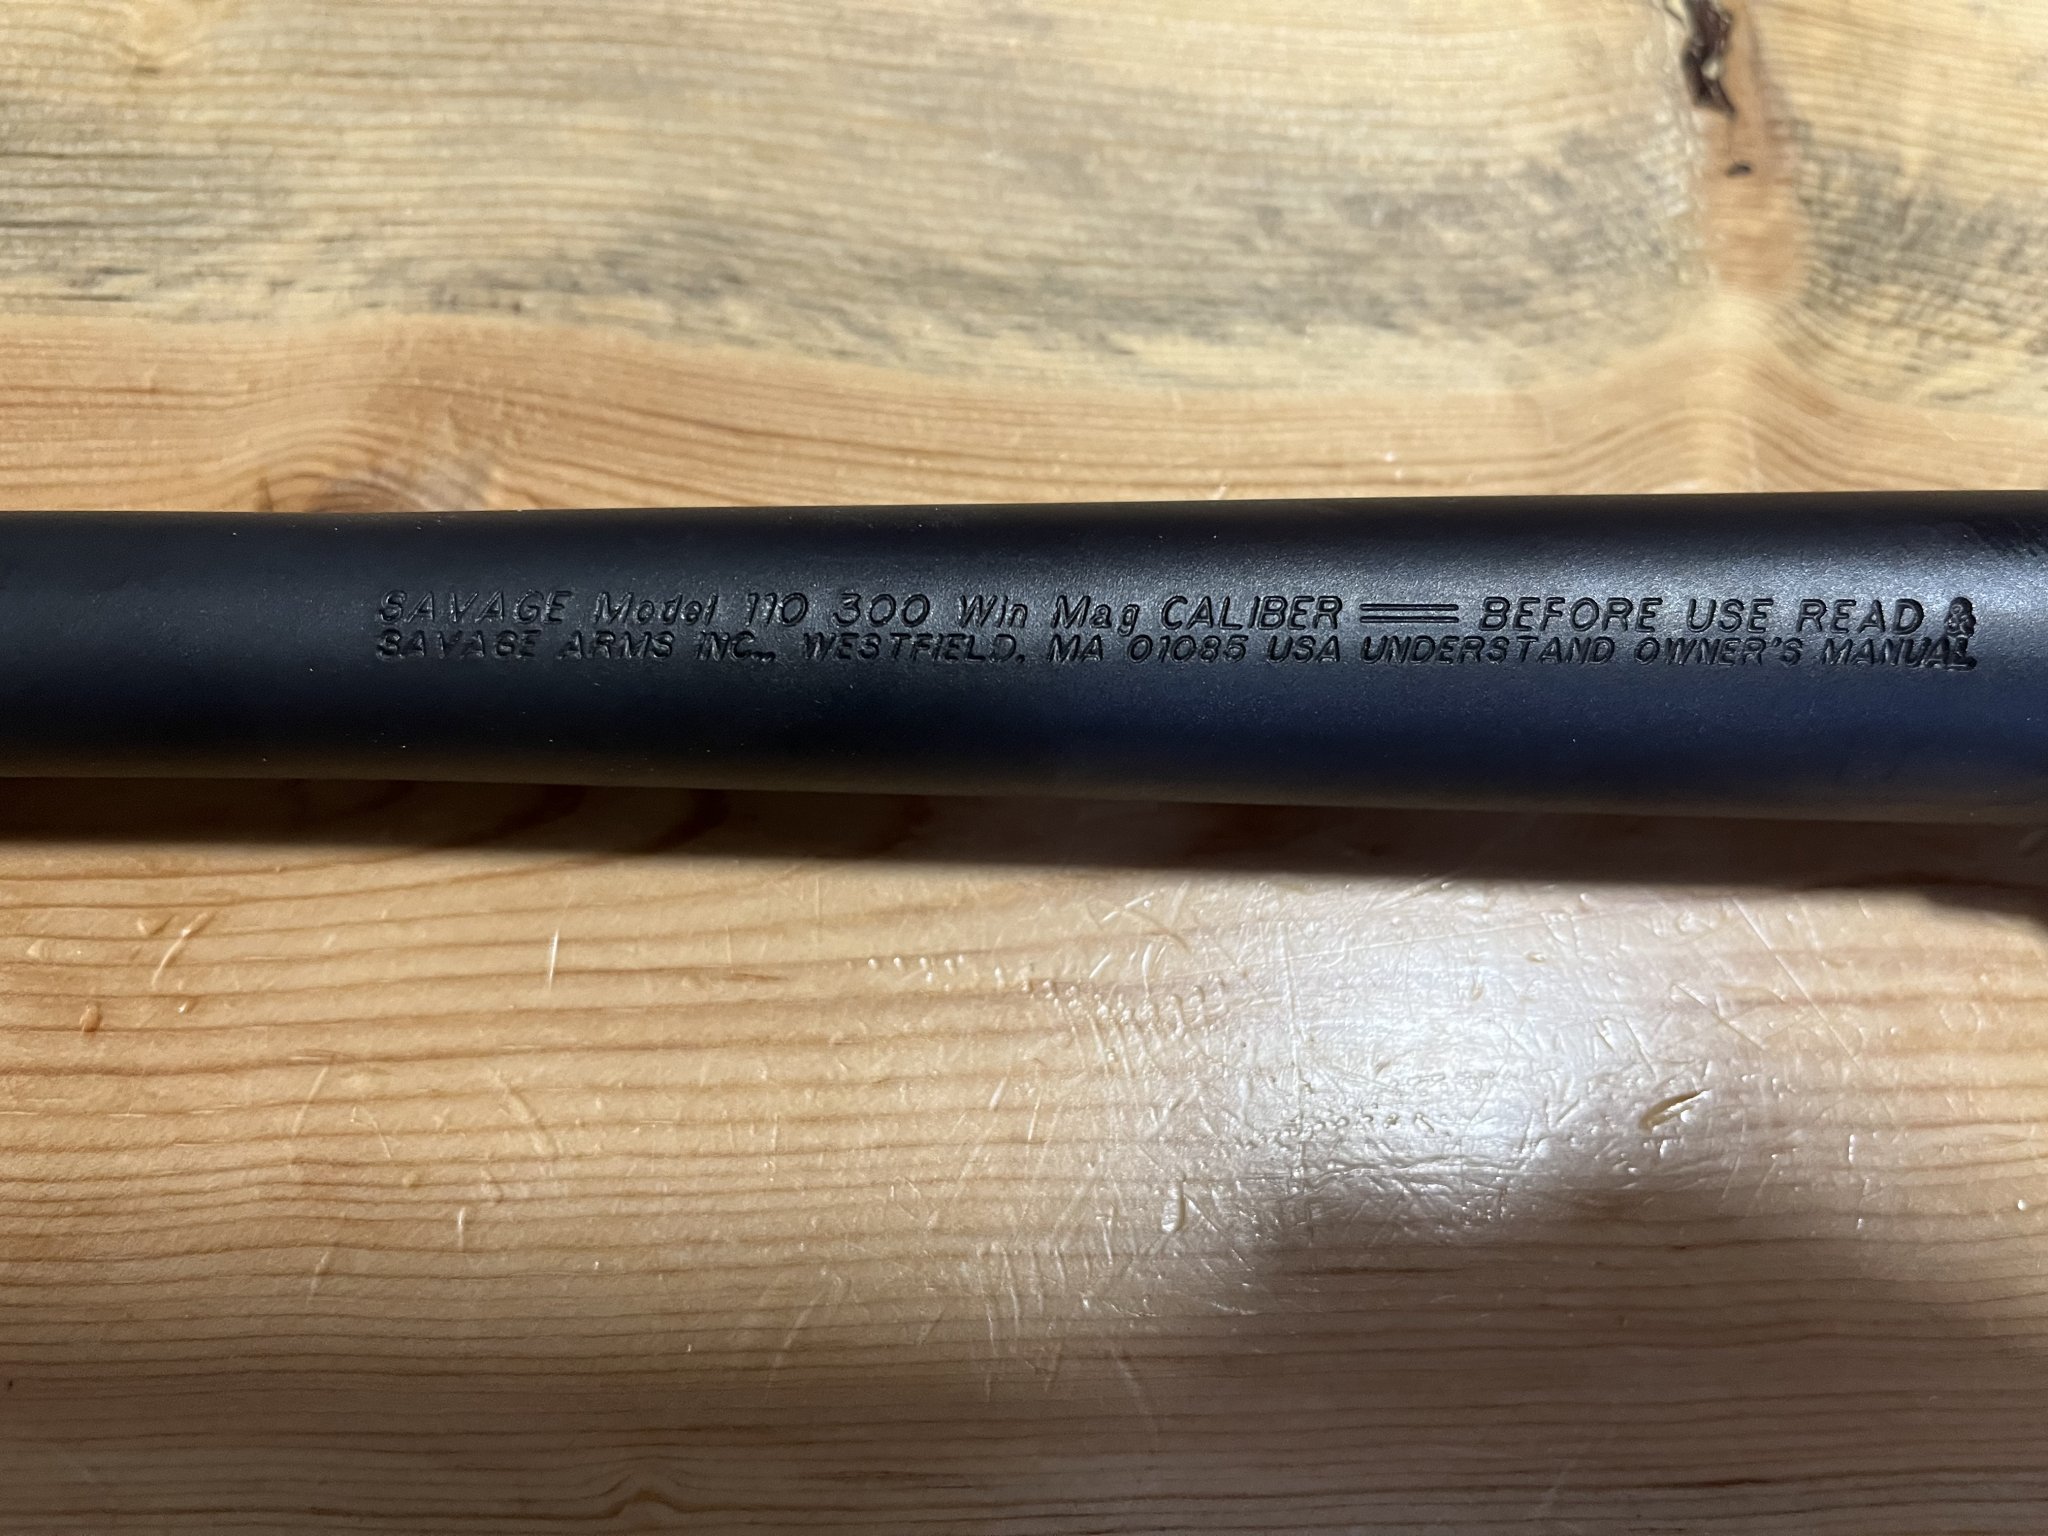 SAVAGE Model 110 300 Win Mag CALIBER ═══ BEFORE USE READ &
SAVAGE ARMS INC., WESTFIELD, MA 01085 USA UNDERSTAND OWNER'S MANUAL